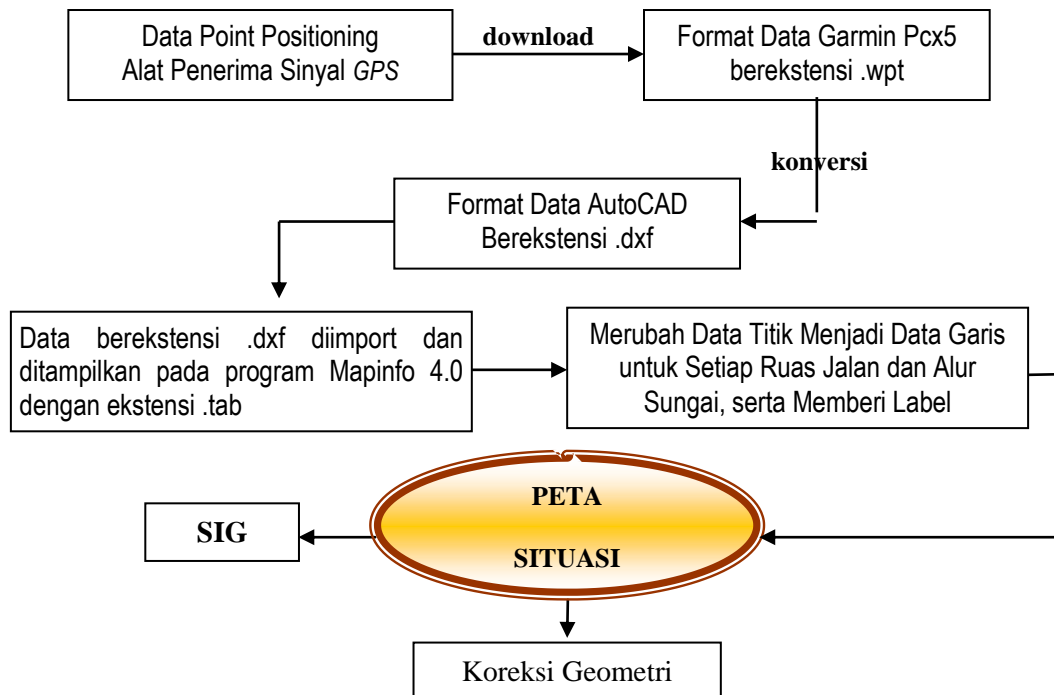 Data Point Positioning
Alat Penerima Sinyal GPS
download
Format Data Garmin Pcx5
berekstensi .wpt
konversi
Format Data AutoCAD
Berekstensi .dxf
Data berekstensi .dxf diimport dan
ditampilkan pada program Mapinfo 4.0
dengan ekstensi .tab
Merubah Data Titik Menjadi Data Garis
untuk Setiap Ruas Jalan dan Alur
Sungai, serta Memberi Label
PETA
SITUASI
SIG
Koreksi Geometri